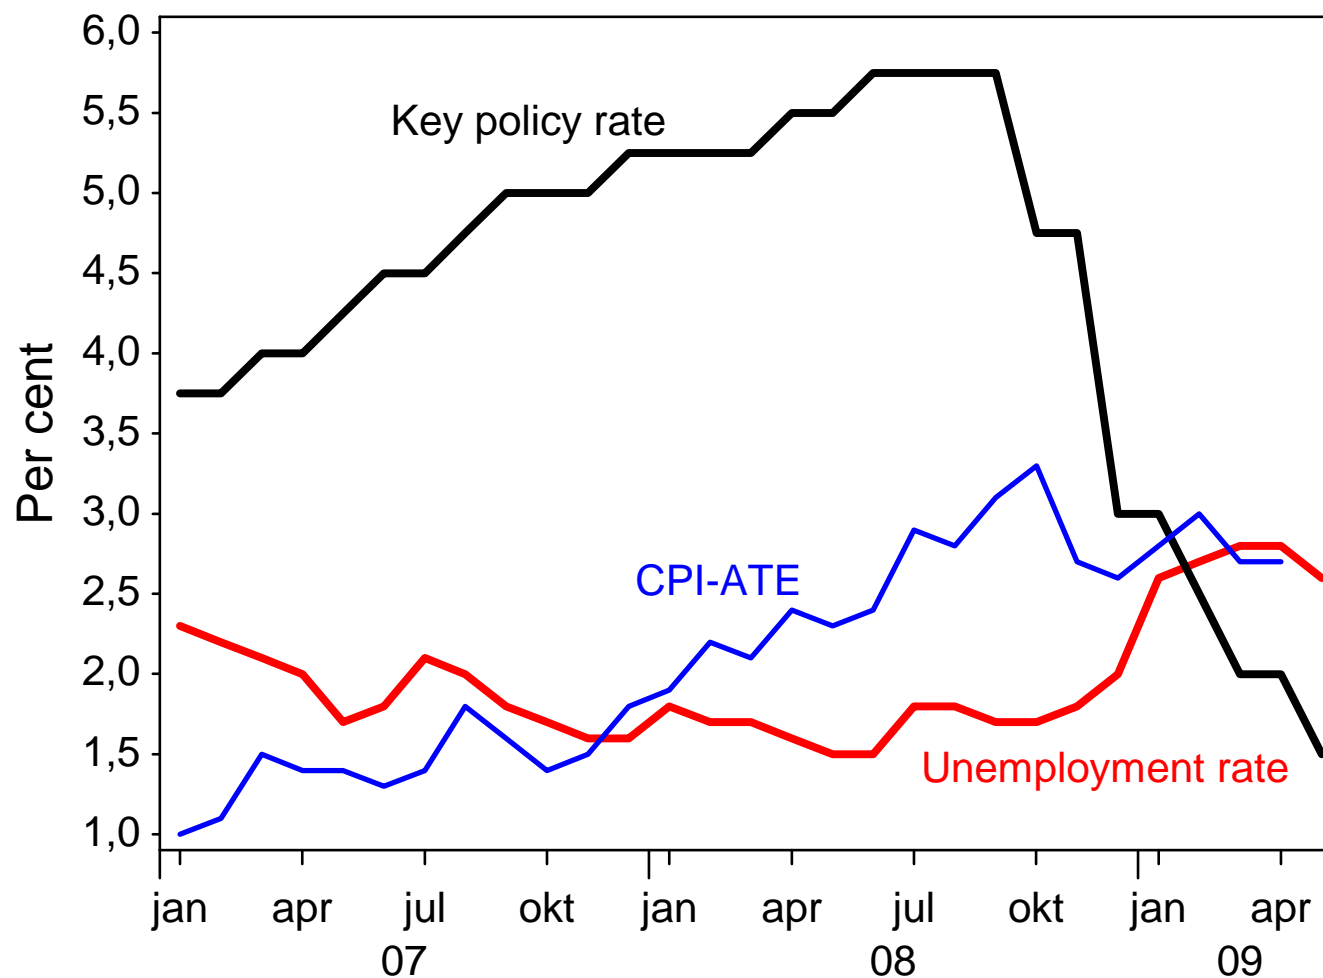 6,0
5,5
5,0
4,5
4,0
3,5
3,0
2,5
2,0
1,5
1,0
Per cent
Key policy rate
CPI-ATE
Unemployment rate
jan apr jul okt jan apr jul okt jan apr
07 08 09